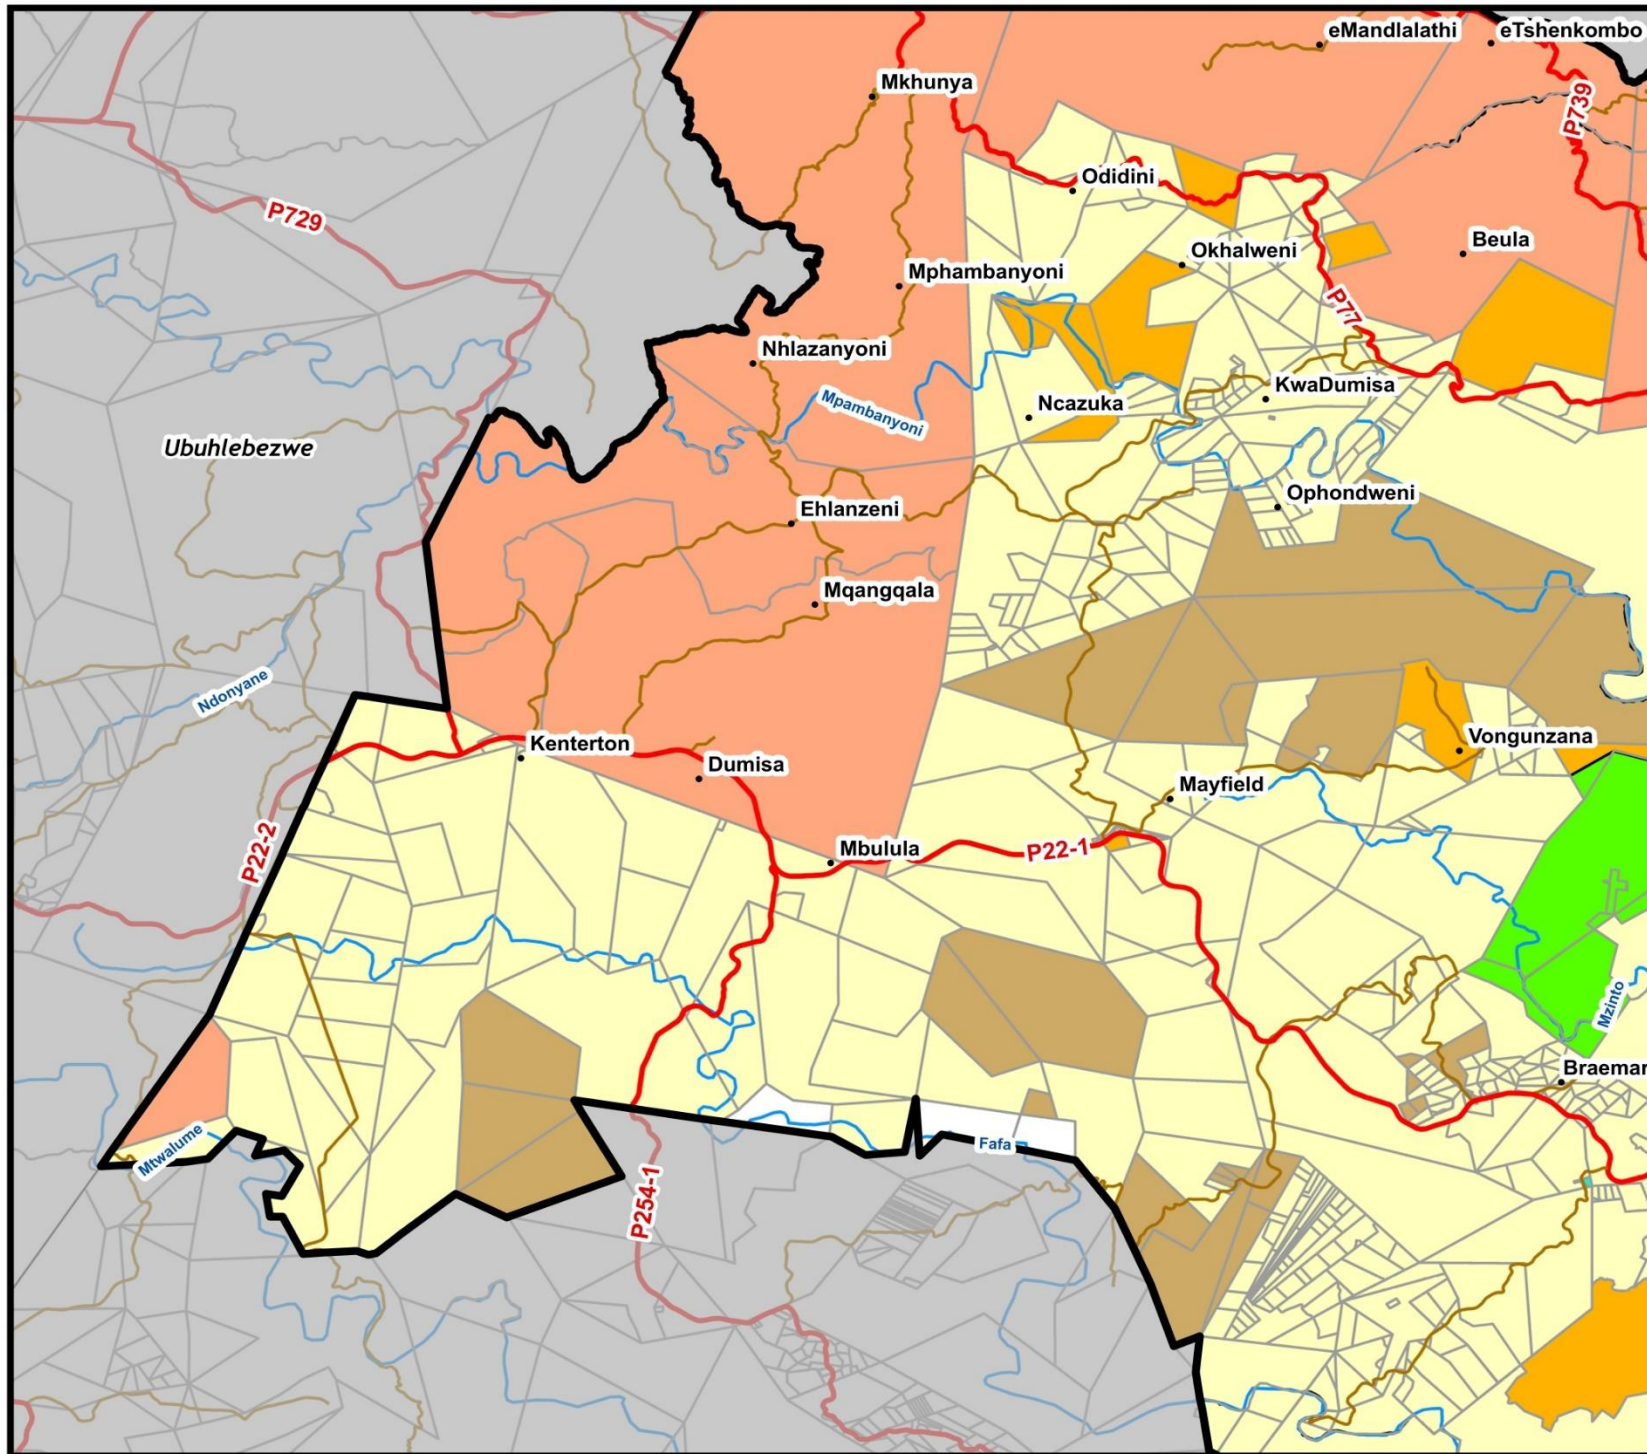 eMandlalathi
eTshenkombo
Mkhunya
P739
Odidini
P729
Beula
Okhalweni
Mphambanyoni
P77
Nhlazanyoni
KwaDumisa
Mpambanyoni
Ncazuka
Ubuhlebezwe
Ophondweni
Ehlanzeni
Mqangqala
Ndonyane
Kenterton
Vongunzana
Dumisa
Mayfield
P22-2
Mbulula
P22-1
Mzinto
Braemar
Mtwalume
Fafa
P254-1